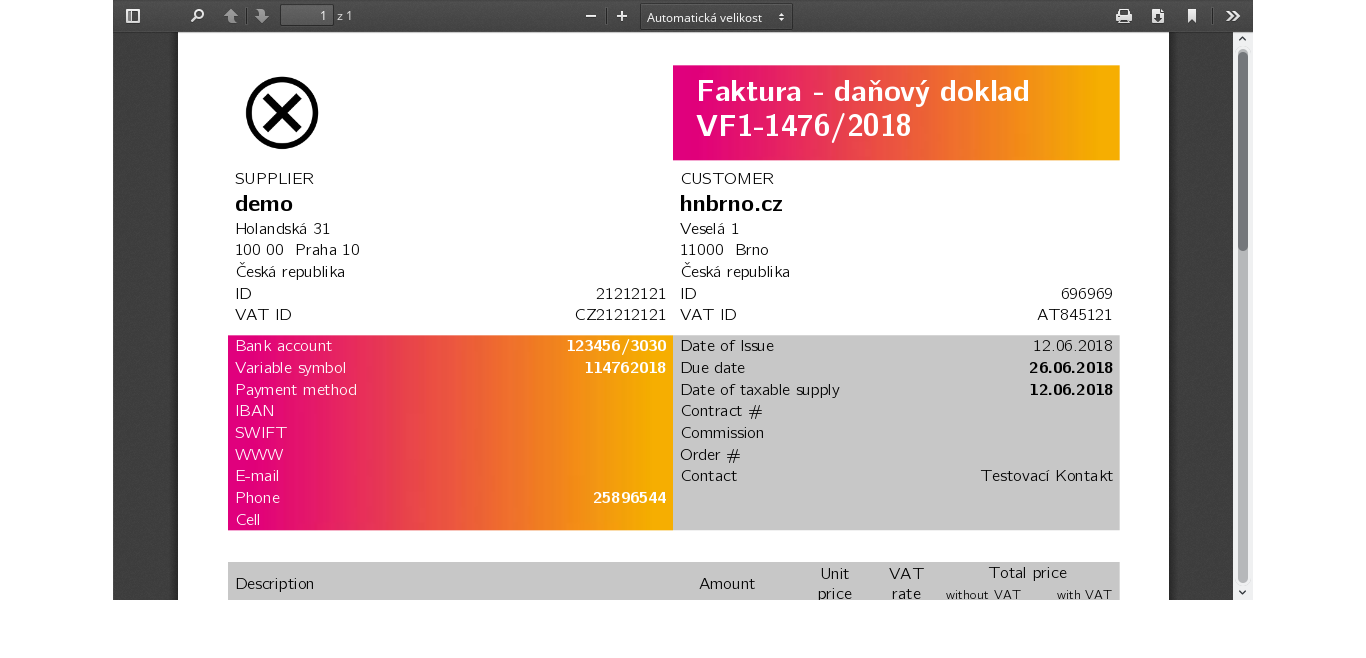 1 z 1 Automatická velikost
Faktura - daňový doklad
VF1-1476/2018
SUPPLIER
demo
Holandská 31
100 00 Praha 10
Česká republika
ID 21212121
VAT ID CZ21212121
CUSTOMER
hnbrno.cz
Veselá 1
11000 Brno
Česká republika
ID 696969
VAT ID AT845121
Bank account 123456/3030
Variable symbol 114762018
Payment method
IBAN
SWIFT
WWW
E-mail
Phone 25896544
Cell
Date of Issue 12.06.2018
Due date 26.06.2018
Date of taxable supply 12.06.2018
Contract #
Commission
Order #
Contact Testovací Kontakt
Description Amount Unit price VAT rate Total price
without VAT with VAT